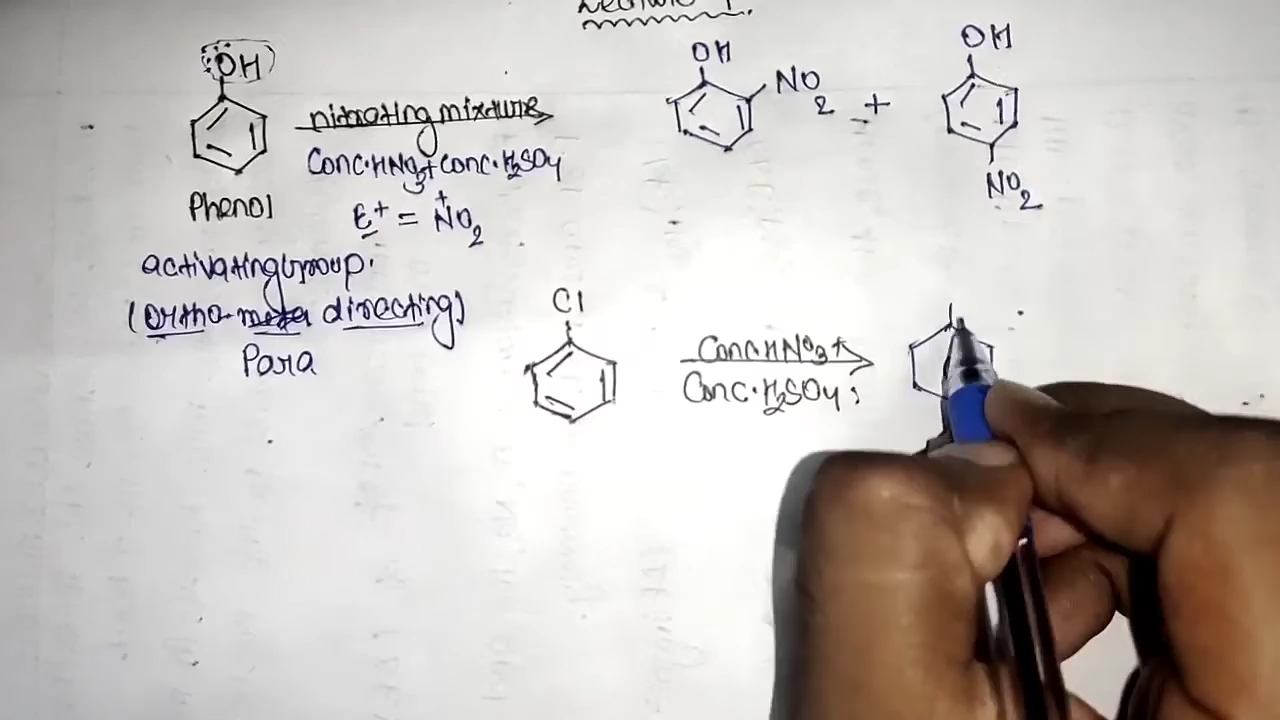 OH
nitrating mixture
Conc·HNO3+Conc·H2SO4
Phenol
E+ = +NO2
activating group·
(Ortho-meta directing)
Para
OH
NO2
+
OH
NO2
Cl
Conc HNO3+
Conc·H2SO4;